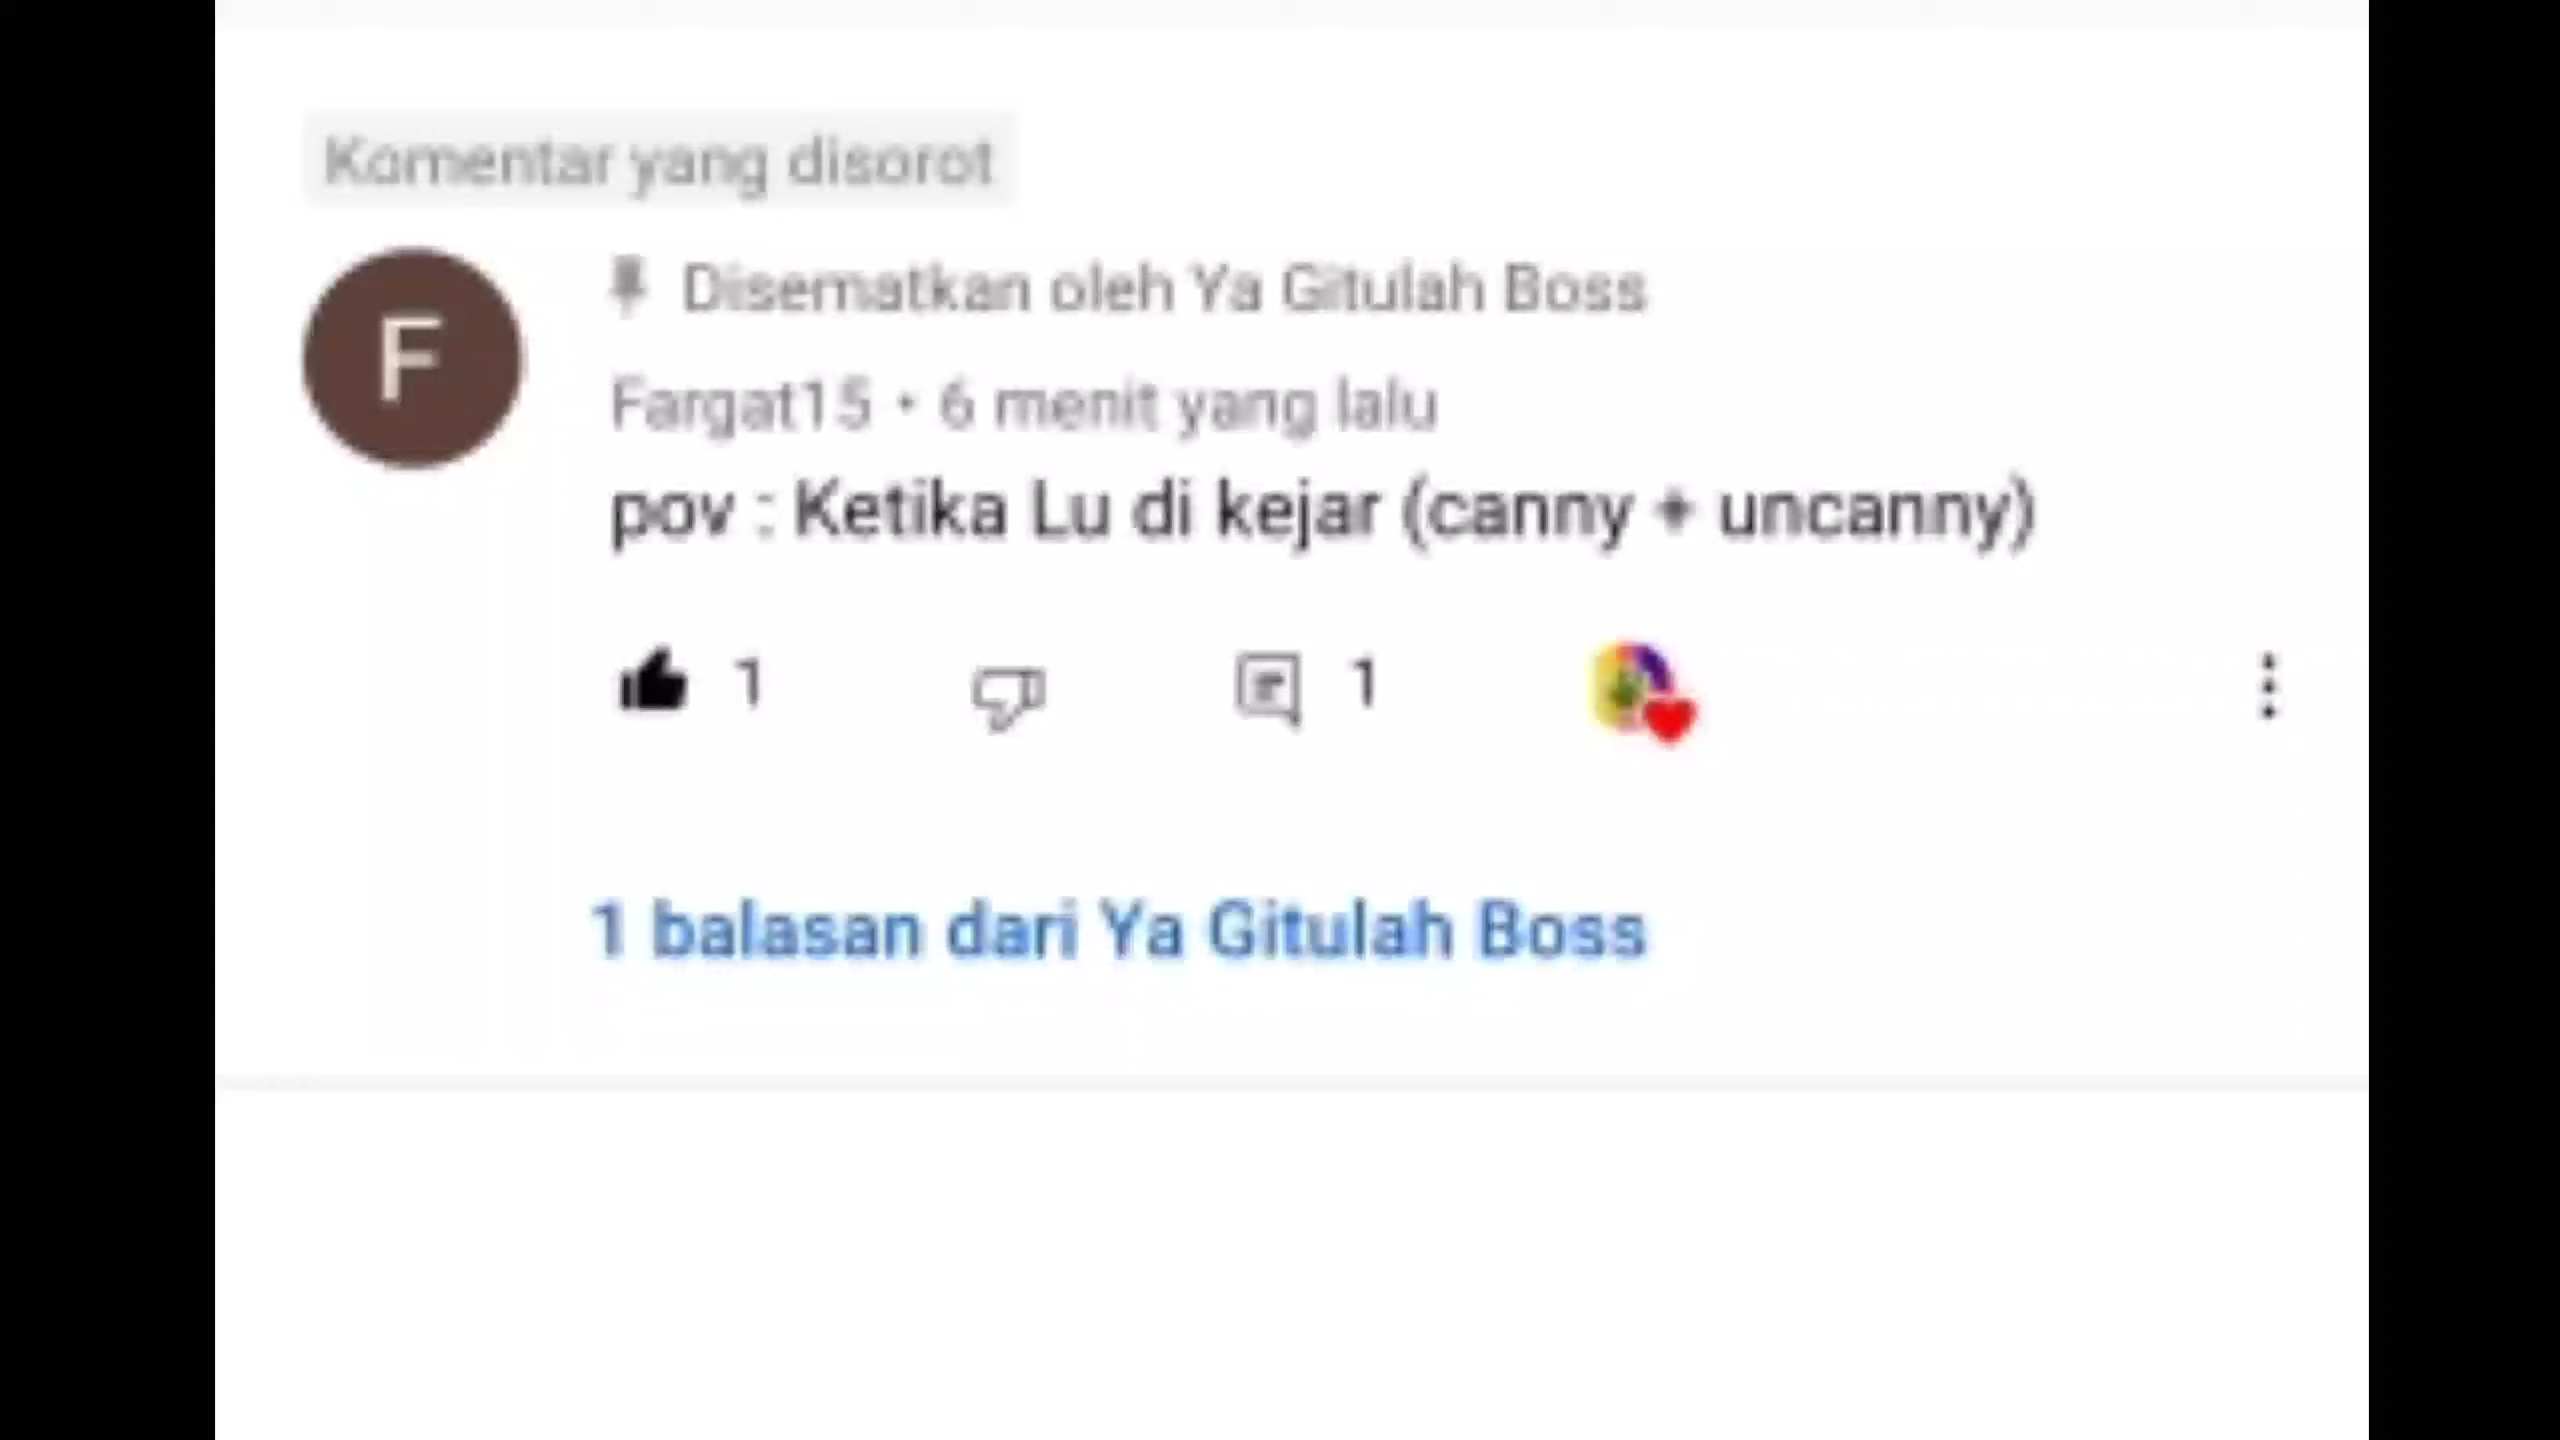 Komentar yang disorot
F
Disematkan oleh Ya Gitulah Boss
Fargat15 • 6 menit yang lalu
pov : Ketika Lu di kejar (canny + uncanny)
1 1
1 balasan dari Ya Gitulah Boss